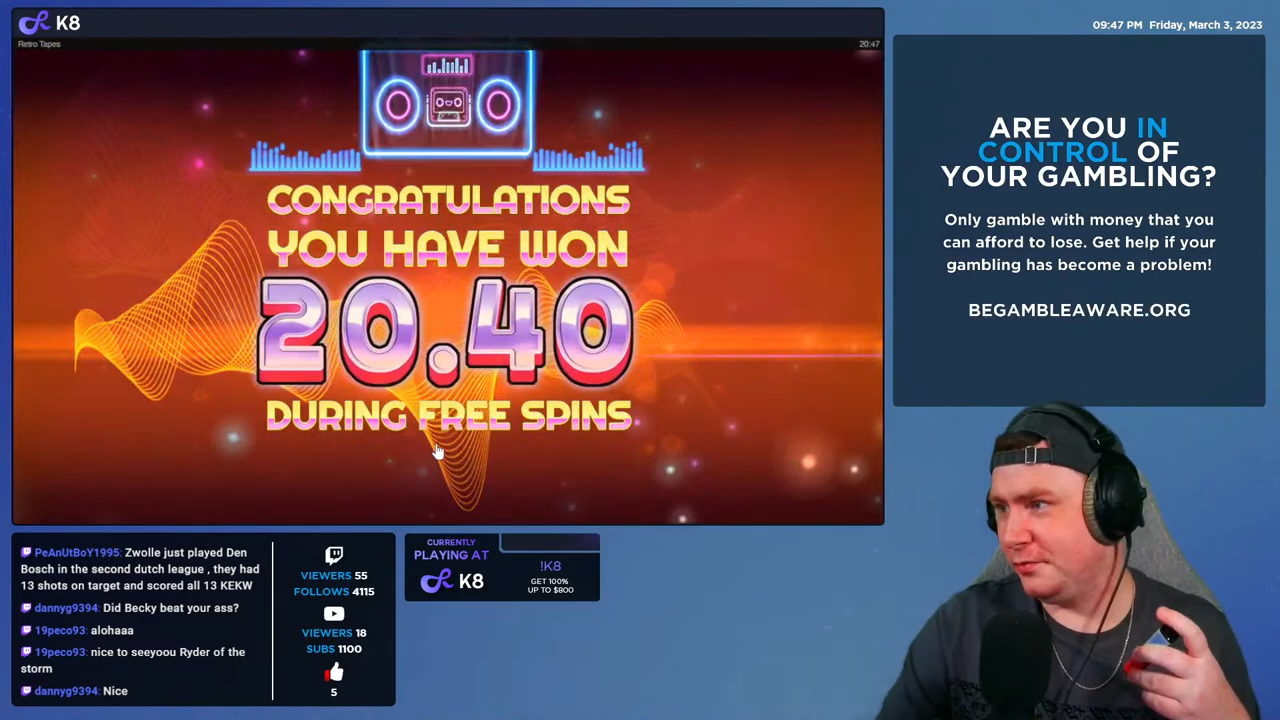 K8
09:47 PM Friday, March 3, 2023
Retro Tapes
20:47
CONGRATULATIONS
YOU HAVE WON
20.40
DURING FREE SPINS
ARE YOU IN
CONTROL OF
YOUR GAMBLING?
Only gamble with money that you
can afford to lose. Get help if your
gambling has become a problem!
BEGAMBLEAWARE.ORG
PeAnUtBoY1995: Zwolle just played Den
Bosch in the second dutch league , they had
13 shots on target and scored all 13 KEKW
dannyg9394: Did Becky beat your ass?
19peco93: alohaaa
19peco93: nice to seeyoou Ryder of the
storm
dannyg9394: Nice
VIEWERS 55
FOLLOWS 4115
VIEWERS 18
SUBS 1100
5
CURRENTLY
PLAYING AT
K8
!K8
GET 100%
UP TO $800